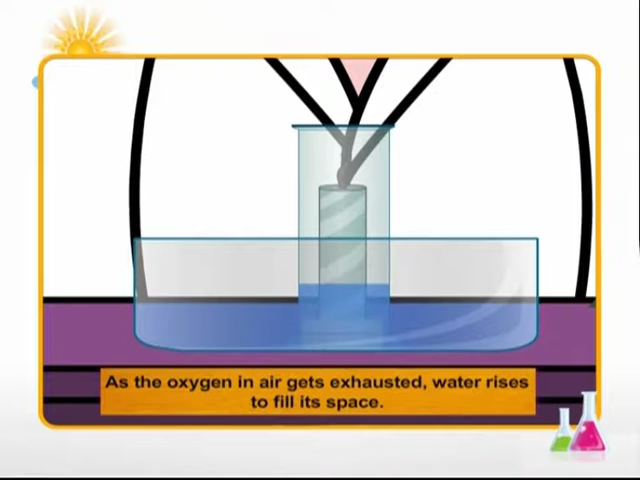 As the oxygen in air gets exhausted, water rises
to fill its space.